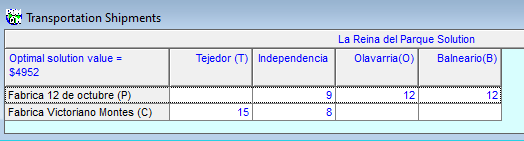 Transportation Shipments
La Reina del Parque Solution
Optimal solution value = $4952 Tejedor (T) Independencia Olavarria(O) Balneario(B)
Fabrica 12 de octubre (P) 9 12 12
Fabrica Victoriano Montes (C) 15 8